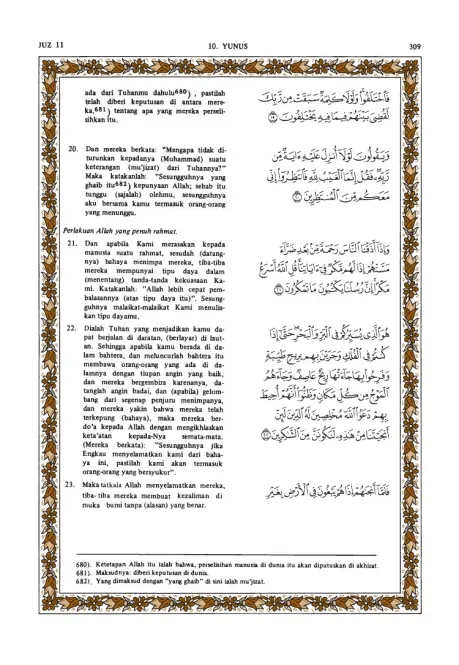 JUZ 11
10. YUNUS
309
ada dari Tuhanmu dahulu680) , pastilah
telah diberi keputusan di antara mere-
ka,681) tentang apa yang mereka perseli-
sihkan itu.
فَاخْتَلَفُوا وَلَوْلَا كَلِمَةٌ سَبَقَتْ مِن رَّبِّكَ
لَقُضِيَ بَيْنَهُمْ فِيمَا فِيهِ يَخْتَلِفُونَ ۝١٩
20. Dan mereka berkata: "Mengapa tidak di-
turunkan kepadanya (Muhammad) suatu
keterangan (mu'jizat) dari Tuhannya?"
Maka katakanlah: "Sesungguhnya yang
ghaib itu682) kepunyaan Allah; sebab itu
tunggu (sajalah) olehmu, sesungguhnya
aku bersama kamu termasuk orang-orang
yang menunggu.
وَيَقُولُونَ لَوْلَا أُنزِلَ عَلَيْهِ ءَايَةٌ مِّن
رَّبِّهِ فَقُلْ إِنَّمَا الْغَيْبُ لِلَّهِ فَانتَظِرُوا إِنِّي
مَعَكُم مِّنَ الْمُنتَظِرِينَ ۝٢٠
Perlakuan Allah yang penuh rahmat.
21. Dan apabila Kami merasakan kepada
manusia suatu rahmat, sesudah (datang-
nya) bahaya menimpa mereka, tiba-tiba
mereka mempunyai tipu daya dalam
(menentang) tanda-tanda kekuasaan Ka-
mi. Katakanlah: "Allah lebih cepat pem-
balasannya (atas tipu daya itu)". Sesung-
guhnya malaikat-malaikat Kami menulis-
kan tipu dayamu.
وَإِذَا أَذَقْنَا النَّاسَ رَحْمَةً مِّن بَعْدِ ضَرَّاءَ
مَسَّتْهُمْ إِذَا لَهُم مَّكْرٌ فِي ءَايَاتِنَا قُلِ اللَّهُ أَسْرَعُ
مَكْرًا إِنَّ رُسُلَنَا يَكْتُبُونَ مَا تَمْكُرُونَ ۝٢١
22. Dialah Tuhan yang menjadikan kamu da-
pat berjalan di daratan, (berlayar) di laut-
an. Sehingga apabila kamu berada di da-
lam bahtera, dan meluncurlah bahtera itu
membawa orang-orang yang ada di da-
lamnya dengan tiupan angin yang baik,
dan mereka bergembira karenanya, da-
tanglah angin badai, dan (apabila) gelom-
bang dari segenap penjuru menimpanya,
dan mereka yakin bahwa mereka telah
terkepung (bahaya), maka mereka ber-
do'a kepada Allah dengan mengikhlaskan
keta'atan kepada-Nya semata-mata.
(Mereka berkata): "Sesungguhnya jika
Engkau menyelamatkan kami dari baha-
ya ini, pastilah kami akan termasuk
orang-orang yang bersyukur".
هُوَ الَّذِي يُسَيِّرُكُمْ فِي الْبَرِّ وَالْبَحْرِ حَتَّىٰ إِذَا
كُنتُمْ فِي الْفُلْكِ وَجَرَيْنَ بِهِم بِرِيحٍ طَيِّبَةٍ
وَفَرِحُوا بِهَا جَاءَتْهَا رِيحٌ عَاصِفٌ وَجَاءَهُمُ
الْمَوْجُ مِن كُلِّ مَكَانٍ وَظَنُّوا أَنَّهُمْ أُحِيطَ
بِهِمْ دَعَوُا اللَّهَ مُخْلِصِينَ لَهُ الدِّينَ لَئِنْ
أَنجَيْتَنَا مِنْ هَٰذِهِ لَنَكُونَنَّ مِنَ الشَّاكِرِينَ ۝٢٢
23. Maka tatkala Allah menyelamatkan mereka,
tiba-tiba mereka membuat kezaliman di
muka bumi tanpa (alasan) yang benar.
فَلَمَّا أَنجَاهُمْ إِذَا هُمْ يَبْغُونَ فِي الْأَرْضِ بِغَيْرِ
680). Ketetapan Allah itu ialah bahwa, perselisihan manusia di dunia itu akan diputuskan di akhirat.
681). Maksudnya: diberi keputusan di dunia.
682), Yang dimaksud dengan "yang ghaib" di sini ialah mu'jizat.